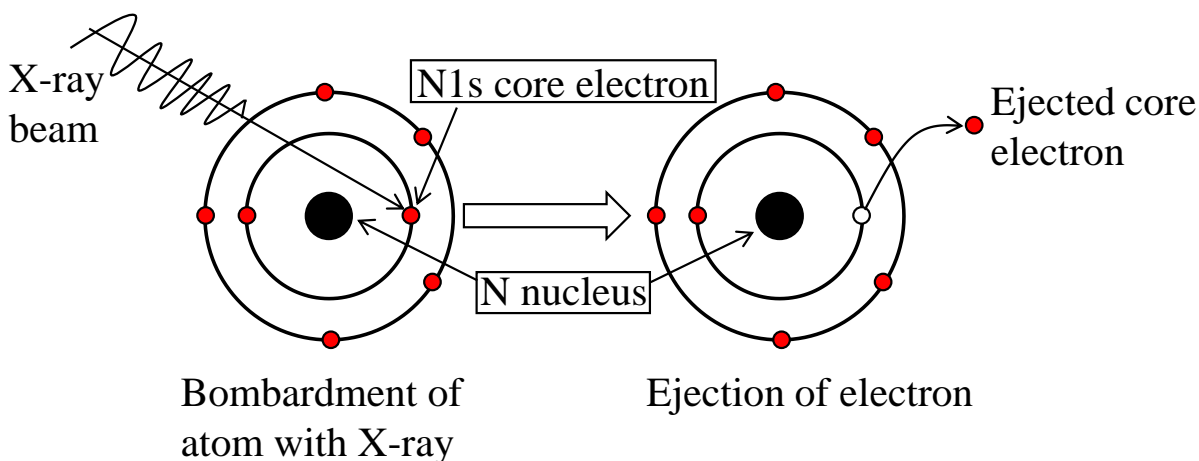 X-ray
beam
N1s core electron
Ejected core
electron
N nucleus
Bombardment of
atom with X-ray
Ejection of electron